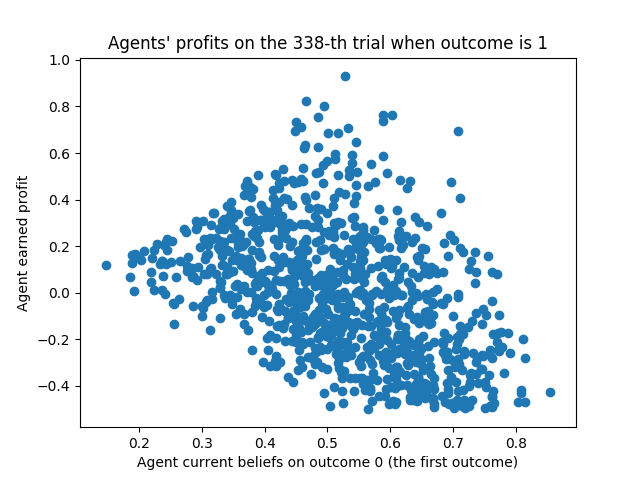 Agents' profits on the 338-th trial when outcome is 1
1.0
0.8
0.6
0.4
0.2
0.0
−0.2
−0.4
Agent earned profit
0.2 0.3 0.4 0.5 0.6 0.7 0.8
Agent current beliefs on outcome 0 (the first outcome)